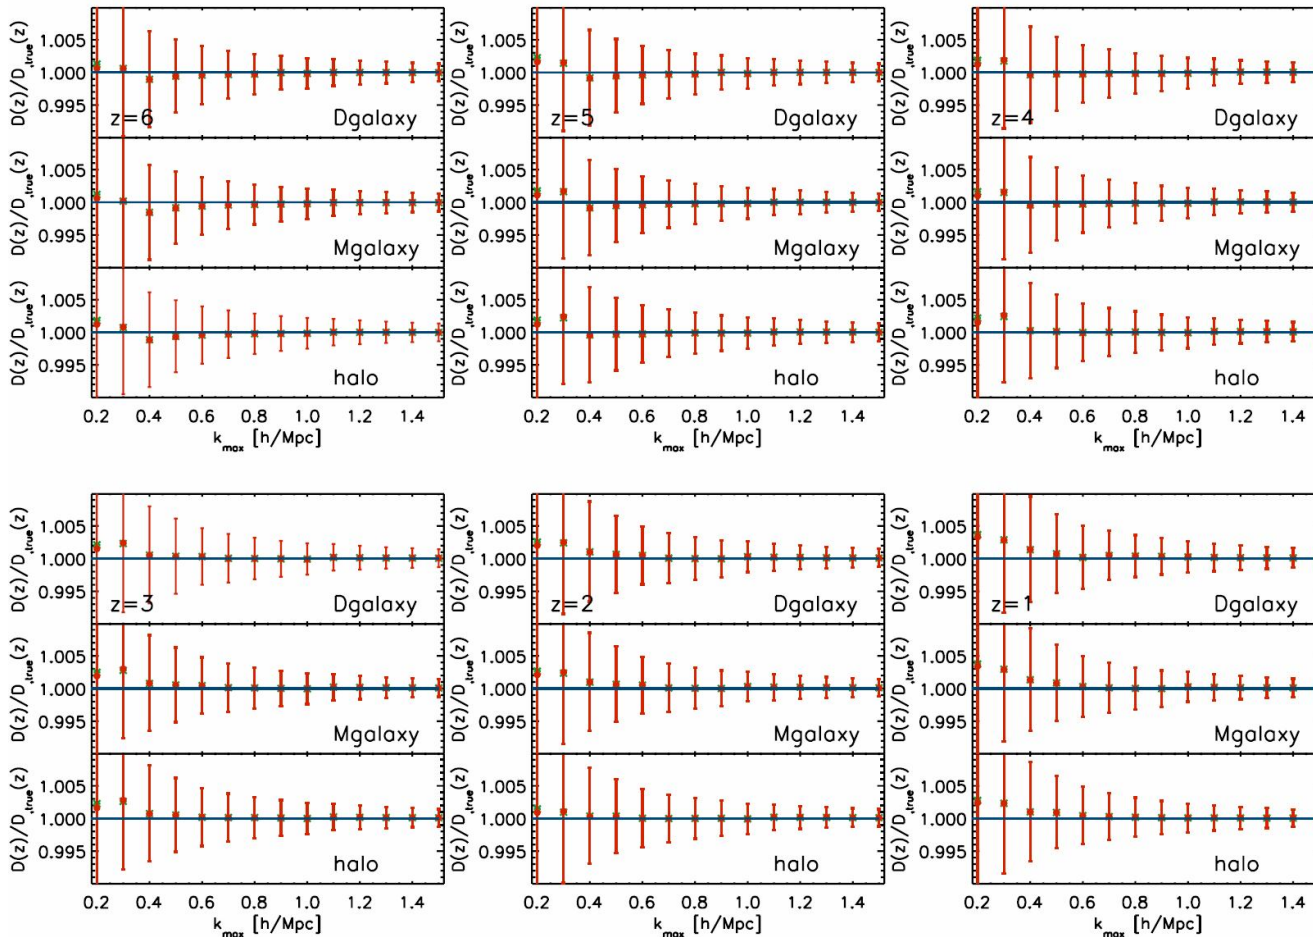 D(z)/D,true(z) 1.005 1.000 0.995 z=6 Dgalaxy
D(z)/D,true(z) 1.005 1.000 0.995 Mgalaxy
D(z)/D,true(z) 1.005 1.000 0.995 halo
0.2 0.4 0.6 0.8 1.0 1.2 1.4
kmax [h/Mpc]
D(z)/D,true(z) 1.005 1.000 0.995 z=5 Dgalaxy
D(z)/D,true(z) 1.005 1.000 0.995 Mgalaxy
D(z)/D,true(z) 1.005 1.000 0.995 halo
0.2 0.4 0.6 0.8 1.0 1.2 1.4
kmax [h/Mpc]
D(z)/D,true(z) 1.005 1.000 0.995 z=4 Dgalaxy
D(z)/D,true(z) 1.005 1.000 0.995 Mgalaxy
D(z)/D,true(z) 1.005 1.000 0.995 halo
0.2 0.4 0.6 0.8 1.0 1.2 1.4
kmax [h/Mpc]
D(z)/D,true(z) 1.005 1.000 0.995 z=3 Dgalaxy
D(z)/D,true(z) 1.005 1.000 0.995 Mgalaxy
D(z)/D,true(z) 1.005 1.000 0.995 halo
0.2 0.4 0.6 0.8 1.0 1.2 1.4
kmax [h/Mpc]
D(z)/D,true(z) 1.005 1.000 0.995 z=2 Dgalaxy
D(z)/D,true(z) 1.005 1.000 0.995 Mgalaxy
D(z)/D,true(z) 1.005 1.000 0.995 halo
0.2 0.4 0.6 0.8 1.0 1.2 1.4
kmax [h/Mpc]
D(z)/D,true(z) 1.005 1.000 0.995 z=1 Dgalaxy
D(z)/D,true(z) 1.005 1.000 0.995 Mgalaxy
D(z)/D,true(z) 1.005 1.000 0.995 halo
0.2 0.4 0.6 0.8 1.0 1.2 1.4
kmax [h/Mpc]